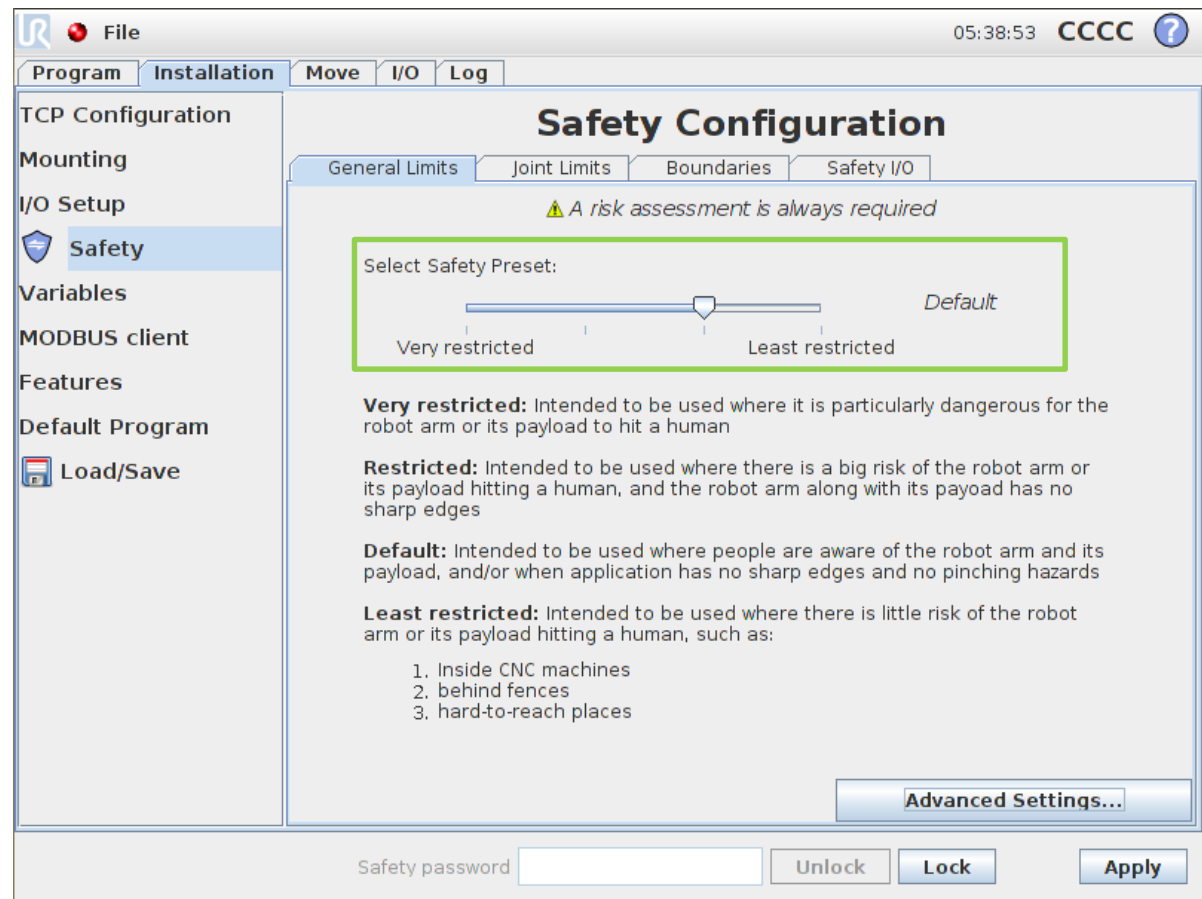 UR File 05:38:53 CCCC ?
Program Installation Move I/O Log
TCP Configuration
Mounting
I/O Setup
Safety
Variables
MODBUS client
Features
Default Program
Load/Save
Safety Configuration
General Limits Joint Limits Boundaries Safety I/O
A risk assessment is always required
Select Safety Preset:
Default
Very restricted Least restricted
Very restricted: Intended to be used where it is particularly dangerous for the
robot arm or its payload to hit a human
Restricted: Intended to be used where there is a big risk of the robot arm or
its payload hitting a human, and the robot arm along with its payoad has no
sharp edges
Default: Intended to be used where people are aware of the robot arm and its
payload, and/or when application has no sharp edges and no pinching hazards
Least restricted: Intended to be used where there is little risk of the robot
arm or its payload hitting a human, such as:
1. Inside CNC machines
2. behind fences
3. hard-to-reach places
Advanced Settings...
Safety password Unlock Lock Apply